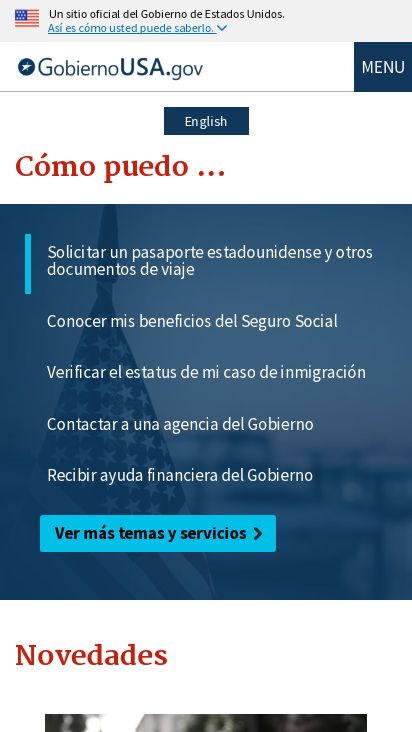 Un sitio oficial del Gobierno de Estados Unidos.
Así es cómo usted puede saberlo.
GobiernoUSA.gov
MENU
English
Cómo puedo ...
Solicitar un pasaporte estadounidense y otros
documentos de viaje
Conocer mis beneficios del Seguro Social
Verificar el estatus de mi caso de inmigración
Contactar a una agencia del Gobierno
Recibir ayuda financiera del Gobierno
Ver más temas y servicios
Novedades